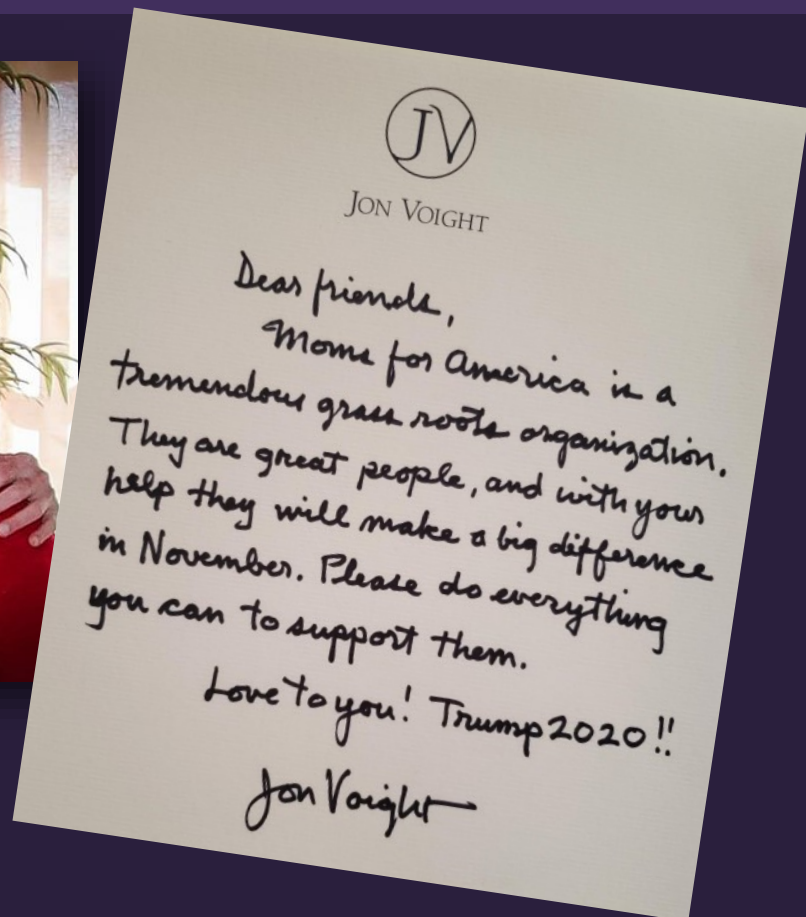 JV
JON VOIGHT
Dear friends,
Moms for America is a
tremendous grass roots organization.
They are great people, and with your
help they will make a big difference
in November. Please do everything
you can to support them.
Love to you! Trump 2020!!
Jon Voight